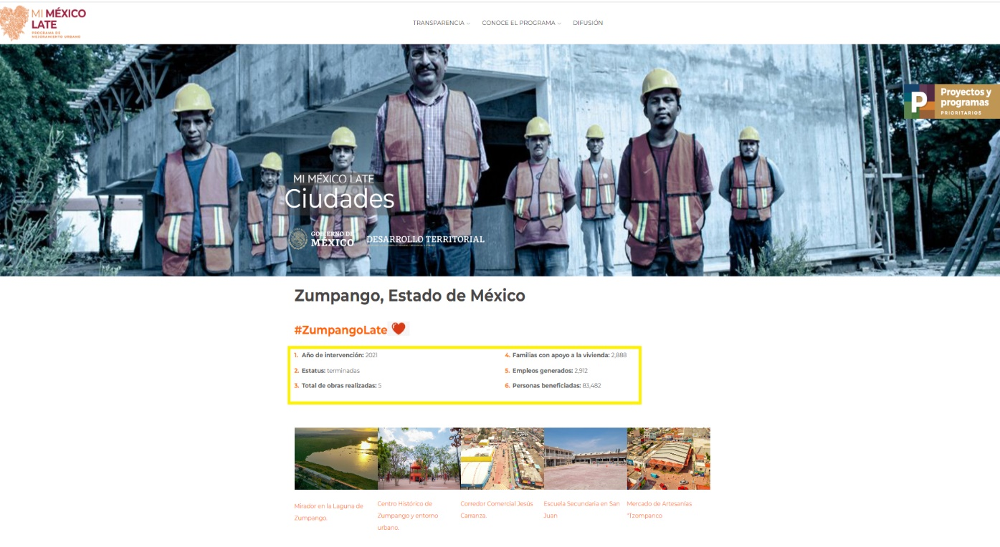 MI MÉXICO
LATE
PROGRAMA DE
MEJORAMIENTO URBANO
TRANSPARENCIA
CONOCE EL PROGRAMA
DIFUSIÓN
P
Proyectos y
programas
PRIORITARIOS
MI MÉXICO LATE
Ciudades
GOBIERNO DE
MÉXICO
DESARROLLO TERRITORIAL
Zumpango, Estado de México
#ZumpangoLate ❤
1. Año de intervención: 2021
2. Estatus: terminadas
3. Total de obras realizadas: 5
4. Familias con apoyo a la vivienda: 2,888
5. Empleos generados: 2,912
6. Personas beneficiadas: 83,482
Mirador en la Laguna de
Zumpango.
Centro Histórico de
Zumpango y entorno
urbano.
Corredor Comercial Jesús
Carranza.
Escuela Secundaria en San
Juan
Mercado de Artesanías
"Tzompanco